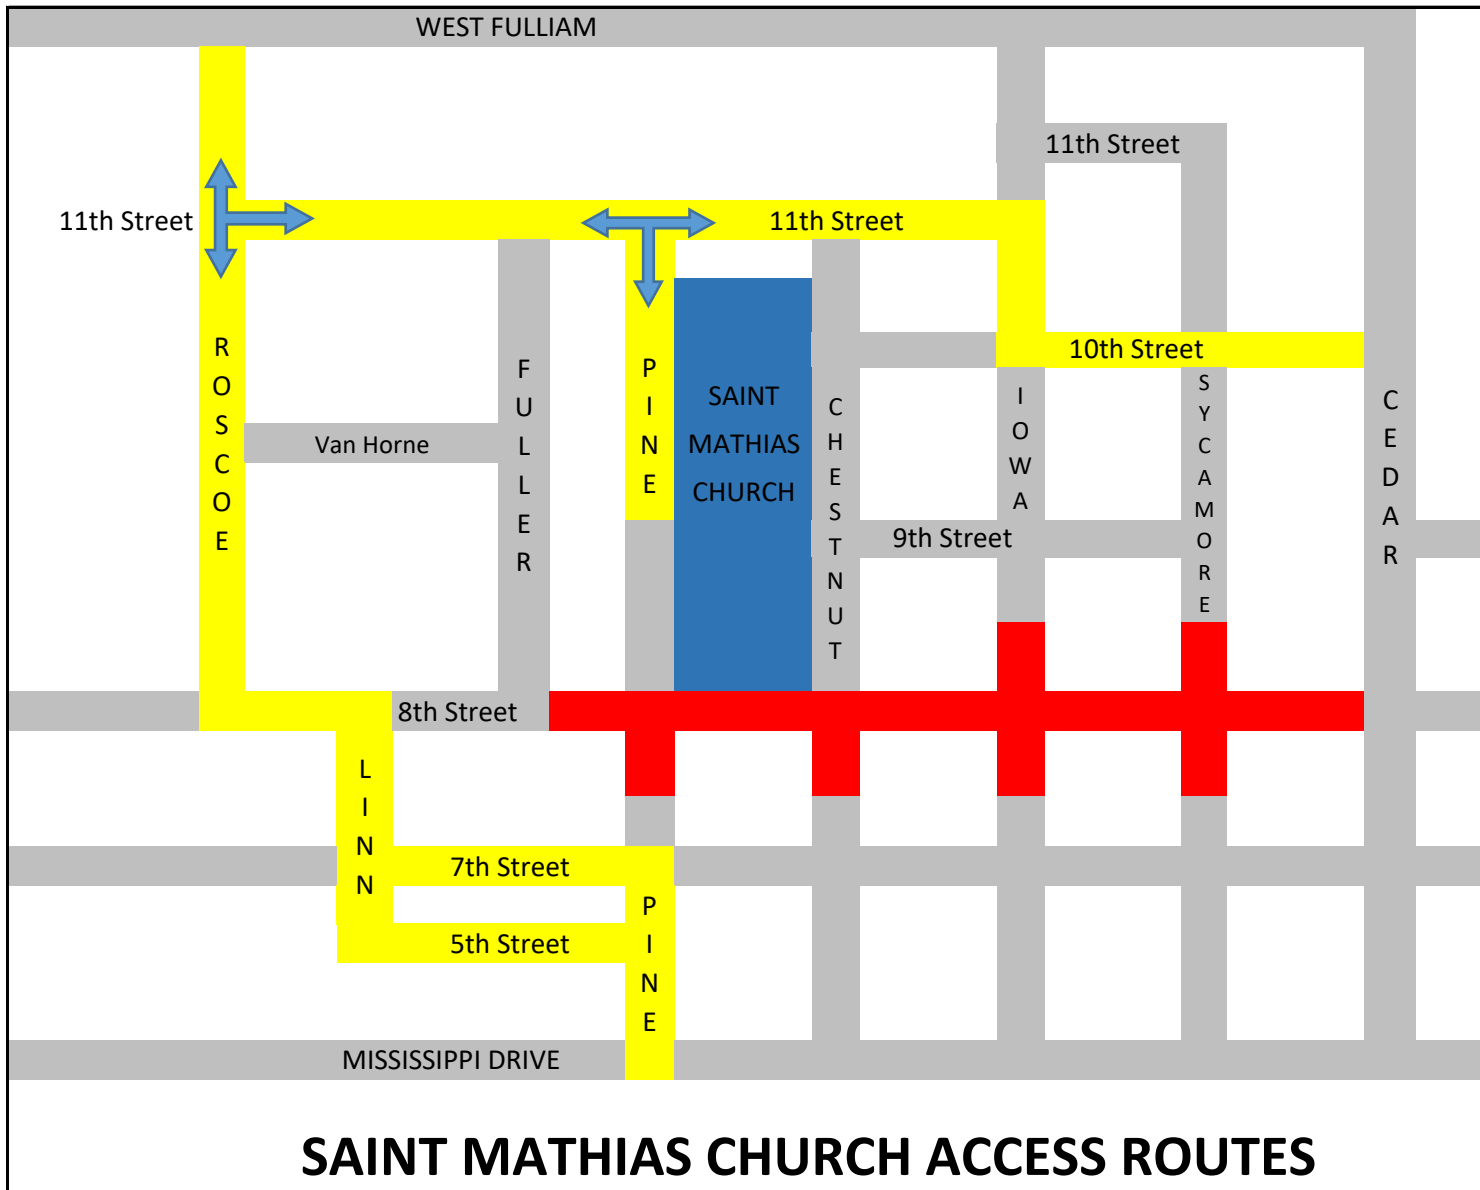 WEST FULLIAM
11th Street
11th Street
11th Street
10th Street
ROSCOE
FULLER
PINE
SAINT
MATHIAS
CHURCH
CHESTNUT
IOWA
SYCAMORE
CEDAR
Van Horne
9th Street
8th Street
LINN
7th Street
PINE
5th Street
MISSISSIPPI DRIVE
SAINT MATHIAS CHURCH ACCESS ROUTES